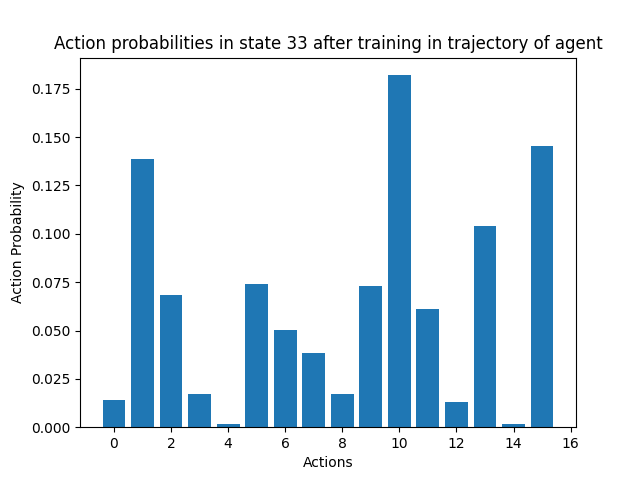 Action probabilities in state 33 after training in trajectory of agent
0.175
0.150
0.125
0.100
0.075
0.050
0.025
0.000
Action Probability
0 2 4 6 8 10 12 14 16
Actions